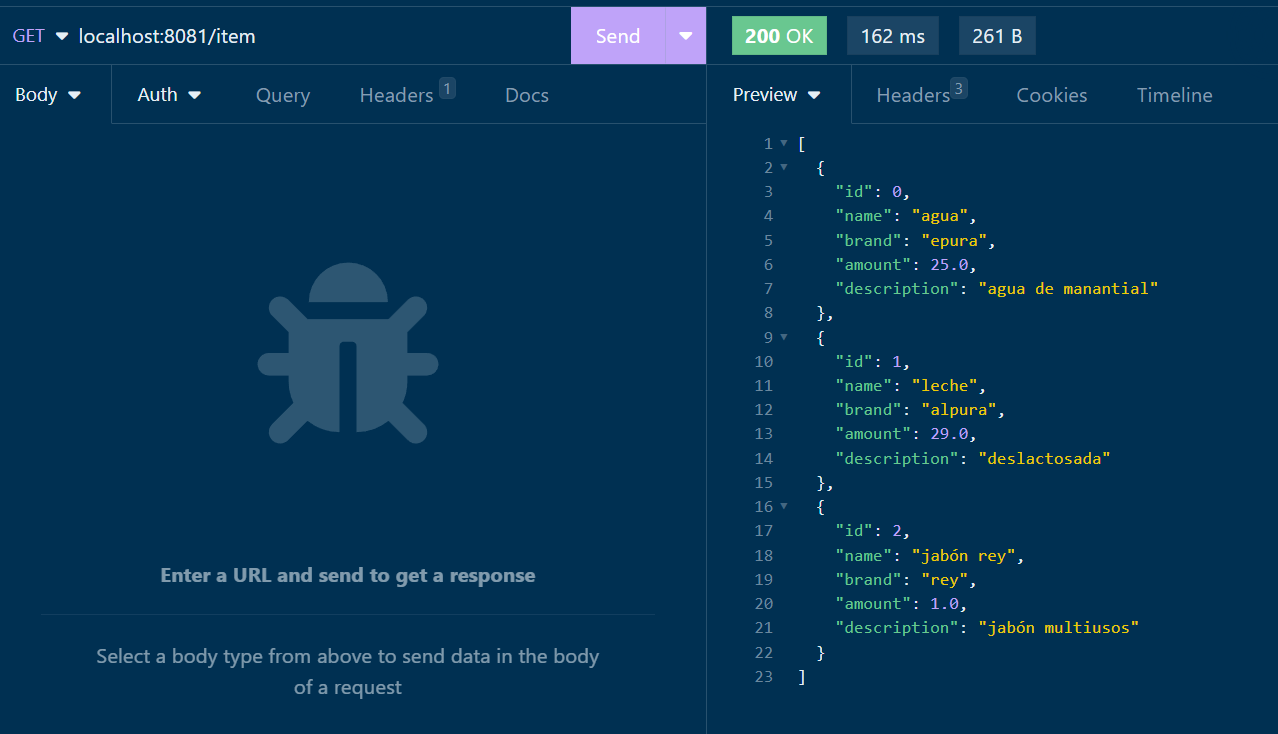 GET localhost:8081/item Send 200 OK 162 ms 261 B
Body Auth Query Headers 1 Docs Preview Headers 3 Cookies Timeline
1 [
2 {
3 "id": 0,
4 "name": "agua",
5 "brand": "epura",
6 "amount": 25.0,
7 "description": "agua de manantial"
8 },
9 {
10 "id": 1,
11 "name": "leche",
12 "brand": "alpura",
13 "amount": 29.0,
14 "description": "deslactosada"
15 },
16 {
17 "id": 2,
18 "name": "jabón rey",
19 "brand": "rey",
20 "amount": 1.0,
21 "description": "jabón multiusos"
22 }
23 ]
Enter a URL and send to get a response
Select a body type from above to send data in the body
of a request